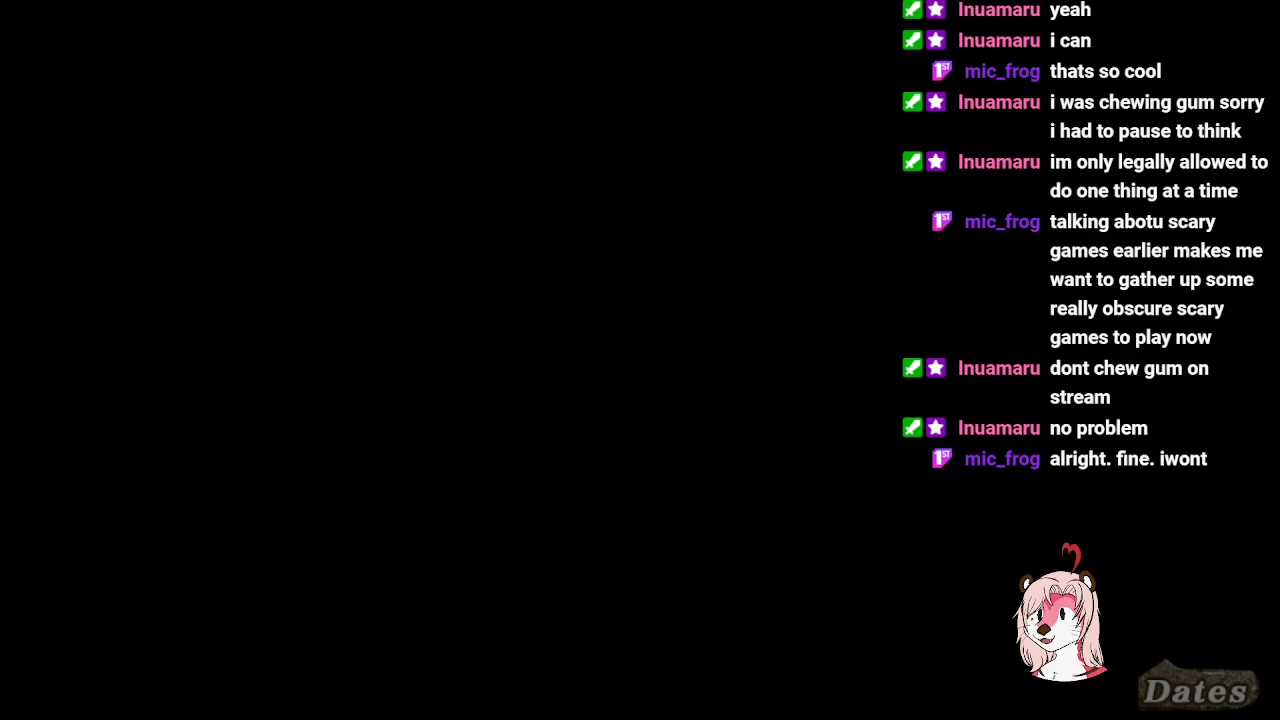 Inuamaru yeah
Inuamaru i can
mic_frog thats so cool
Inuamaru i was chewing gum sorry
i had to pause to think
Inuamaru im only legally allowed to
do one thing at a time
mic_frog talking abotu scary
games earlier makes me
want to gather up some
really obscure scary
games to play now
Inuamaru dont chew gum on
stream
Inuamaru no problem
mic_frog alright. fine. iwont
Dates